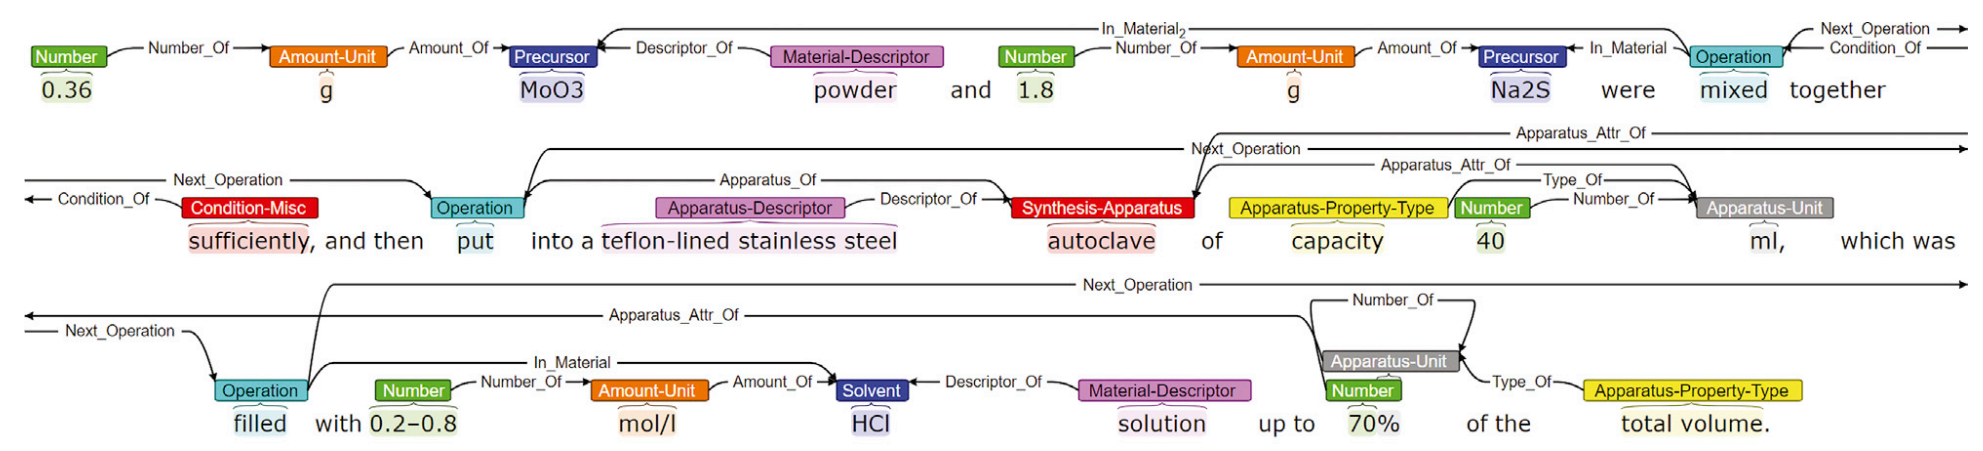 In_Material2 Next_Operation
Number Number_Of Amount-Unit Amount_Of Precursor Descriptor_Of Material-Descriptor Number Number_Of Amount-Unit Amount_Of Precursor In_Material Operation Condition_Of
0.36 g MoO3 powder and 1.8 g Na2S were mixed together
Apparatus_Attr_Of
Next_Operation
Apparatus_Attr_Of
Next_Operation Apparatus_Of Type_Of
Condition_Of Condition-Misc Operation Apparatus-Descriptor Descriptor_Of Synthesis-Apparatus Apparatus-Property-Type Number Number_Of Apparatus-Unit
sufficiently, and then put into a teflon-lined stainless steel autoclave of capacity 40 ml, which was
Next_Operation
Number_Of
Apparatus_Attr_Of
Next_Operation
In_Material Apparatus-Unit
Operation Number Number_Of Amount-Unit Amount_Of Solvent Descriptor_Of Material-Descriptor Number Type_Of Apparatus-Property-Type
filled with 0.2–0.8 mol/l HCl solution up to 70% of the total volume.